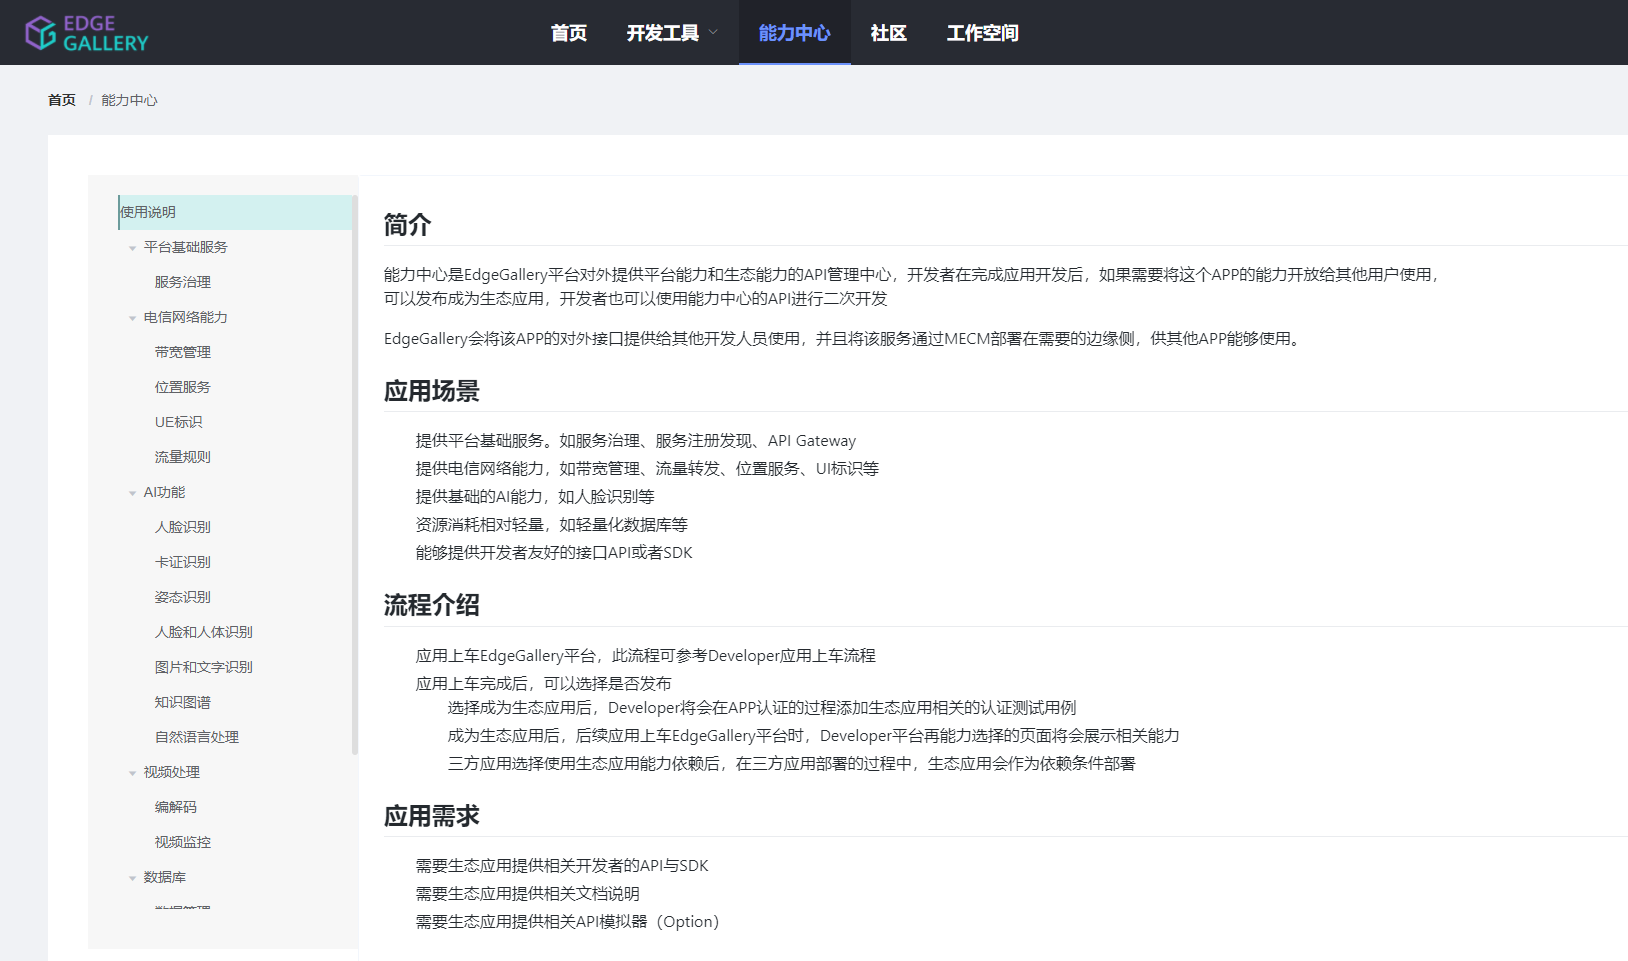 EDGE
GALLERY
首页
开发工具
能力中心
社区
工作空间
首页 / 能力中心
使用说明
平台基础服务
服务治理
电信网络能力
带宽管理
位置服务
UE标识
流量规则
AI功能
人脸识别
卡证识别
姿态识别
人脸和人体识别
图片和文字识别
知识图谱
自然语言处理
视频处理
编解码
视频监控
数据库
数据管理
简介
能力中心是EdgeGallery平台对外提供平台能力和生态能力的API管理中心，开发者在完成应用开发后，如果需要将这个APP的能力开放给其他用户使用，
可以发布成为生态应用，开发者也可以使用能力中心的API进行二次开发
EdgeGallery会将该APP的对外接口提供给其他开发人员使用，并且将该服务通过MECM部署在需要的边缘侧，供其他APP能够使用。
应用场景
提供平台基础服务。如服务治理、服务注册发现、API Gateway
提供电信网络能力，如带宽管理、流量转发、位置服务、UI标识等
提供基础的AI能力，如人脸识别等
资源消耗相对轻量，如轻量化数据库等
能够提供开发者友好的接口API或者SDK
流程介绍
应用上车EdgeGallery平台，此流程可参考Developer应用上车流程
应用上车完成后，可以选择是否发布
选择成为生态应用后，Developer将会在APP认证的过程添加生态应用相关的认证测试用例
成为生态应用后，后续应用上车EdgeGallery平台时，Developer平台再能力选择的页面将会展示相关能力
三方应用选择使用生态应用能力依赖后，在三方应用部署的过程中，生态应用会作为依赖条件部署
应用需求
需要生态应用提供相关开发者的API与SDK
需要生态应用提供相关文档说明
需要生态应用提供相关API模拟器（Option）